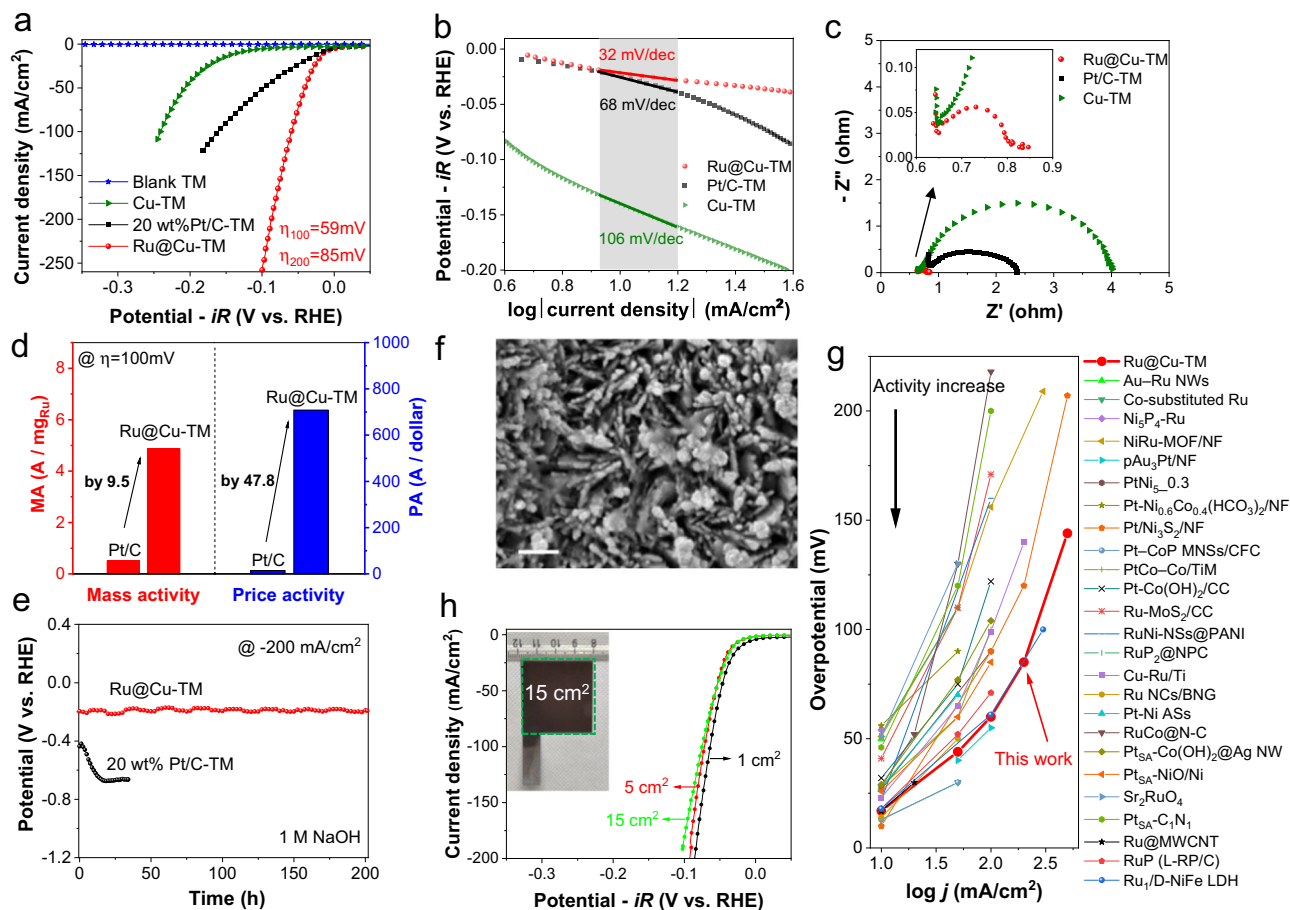 a
Current density (mA/cm²)
0
-50
-100
-150
-200
-250
Blank TM
Cu-TM
20 wt%Pt/C-TM
Ru@Cu-TM
η₁₀₀=59mV
η₂₀₀=85mV
-0.3 -0.2 -0.1 0.0
Potential - iR (V vs. RHE)
b
Potential - iR (V vs. RHE)
0.00
-0.05
-0.10
-0.15
-0.20
32 mV/dec
68 mV/dec
106 mV/dec
Ru@Cu-TM
Pt/C-TM
Cu-TM
0.6 0.8 1.0 1.2 1.4 1.6
log|current density| (mA/cm²)
c
- Z'' (ohm)
5
4
3
2
1
0
0.10
0.05
0.00
0.6 0.7 0.8 0.9
Ru@Cu-TM
Pt/C-TM
Cu-TM
0 1 2 3 4 5
Z' (ohm)
d
@ η=100mV
MA (A / mgRu)
8
6
4
2
0
Ru@Cu-TM
by 9.5
Pt/C
Mass activity
Ru@Cu-TM
by 47.8
Pt/C
Price activity
1000
750
500
250
0
PA (A / dollar)
e
Potential (V vs. RHE)
0.4
0.0
-0.4
-0.8
-1.2
@ -200 mA/cm²
Ru@Cu-TM
20 wt% Pt/C-TM
1 M NaOH
0 50 100 150 200
Time (h)
f
g
Overpotential (mV)
200
150
100
50
0
Activity increase
This work
1.0 1.5 2.0 2.5
log j (mA/cm²)
Ru@Cu-TM
Au–Ru NWs
Co-substituted Ru
Ni₅P₄-Ru
NiRu-MOF/NF
pAu₃Pt/NF
PtNi₅_0.3
Pt-Ni₀.₆Co₀.₄(HCO₃)₂/NF
Pt/Ni₃S₂/NF
Pt–CoP MNSs/CFC
PtCo–Co/TiM
Pt-Co(OH)₂/CC
Ru-MoS₂/CC
RuNi-NSs@PANI
RuP₂@NPC
Cu-Ru/Ti
Ru NCs/BNG
Pt-Ni ASs
RuCo@N-C
PtSA-Co(OH)₂@Ag NW
PtSA-NiO/Ni
Sr₂RuO₄
PtSA-C₁N₁
Ru@MWCNT
RuP (L-RP/C)
Ru₁/D-NiFe LDH
h
Current density (mA/cm²)
0
-40
-80
-120
-160
-200
12 11 10 9 8
15 cm²
1 cm²
5 cm²
15 cm²
-0.3 -0.2 -0.1 0.0
Potential - iR (V vs. RHE)